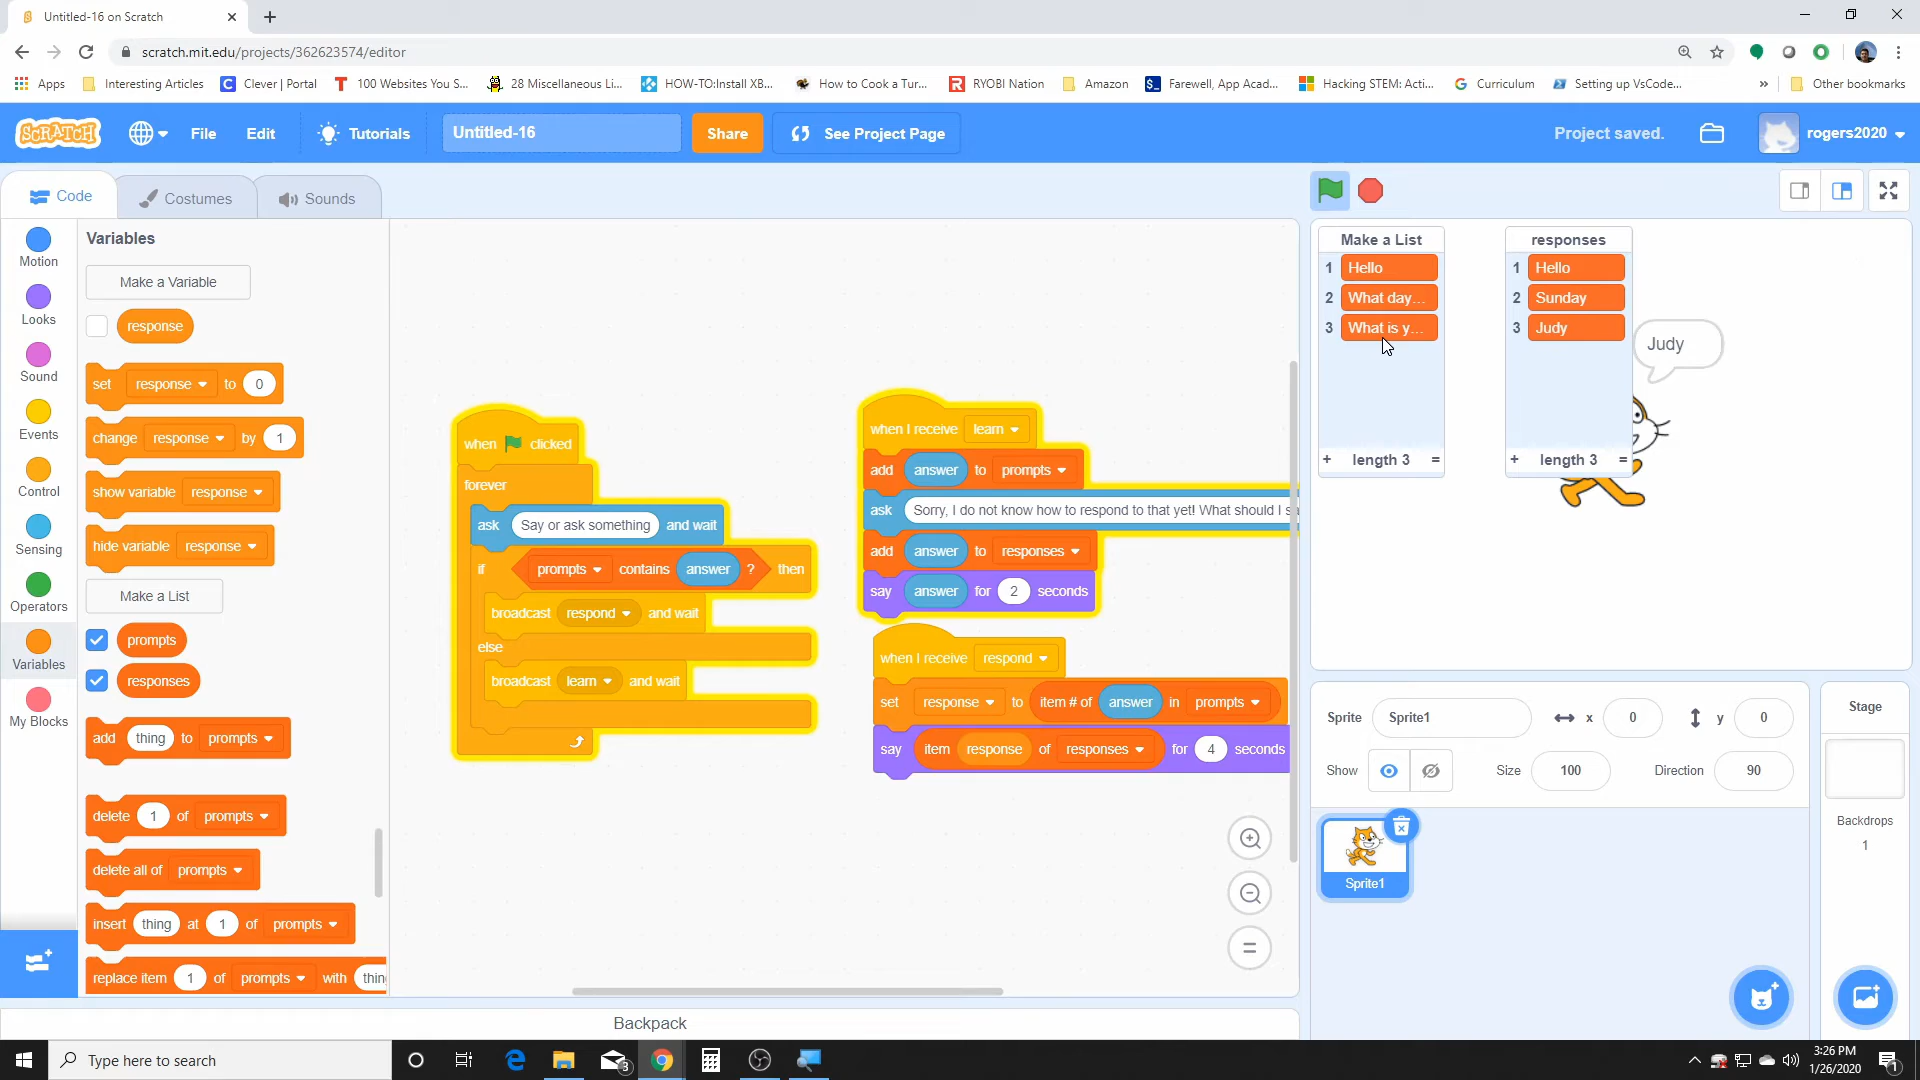 Untitled-16 on Scratch
scratch.mit.edu/projects/362623574/editor
Apps
Interesting Articles
Clever | Portal
100 Websites You S...
28 Miscellaneous Li...
HOW-TO:Install XB...
How to Cook a Tur...
RYOBI Nation
Amazon
Farewell, App Acad...
Hacking STEM: Acti...
Curriculum
Setting up VsCode...
»
Other bookmarks
SCRATCH
File
Edit
Tutorials
Untitled-16
Share
See Project Page
Project saved.
rogers2020
Code
Costumes
Sounds
Motion
Looks
Sound
Events
Control
Sensing
Operators
Variables
My Blocks
Variables
Make a Variable
response
set response to 0
change response by 1
show variable response
hide variable response
Make a List
prompts
responses
add thing to prompts
delete 1 of prompts
delete all of prompts
insert thing at 1 of prompts
replace item 1 of prompts with thin
when clicked
forever
ask Say or ask something and wait
if prompts contains answer ? then
broadcast respond and wait
else
broadcast learn and wait
when I receive learn
add answer to prompts
ask Sorry, I do not know how to respond to that yet! What should I s
add answer to responses
say answer for 2 seconds
when I receive respond
set response to item # of answer in prompts
say item response of responses for 4 seconds
Make a List
1 Hello
2 What day...
3 What is y...
+ length 3 =
responses
1 Hello
2 Sunday
3 Judy
+ length 3 =
Judy
Sprite Sprite1 x 0 y 0
Show Size 100 Direction 90
Sprite1
Stage
Backdrops
1
Backpack
Type here to search
3
3:26 PM
1/26/2020
1